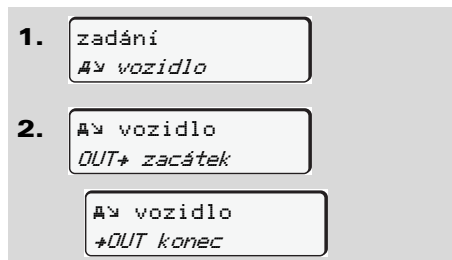 1.
zadání
vozidlo
2.
vozidlo
OUT→ zacátek
vozidlo
→OUT konec